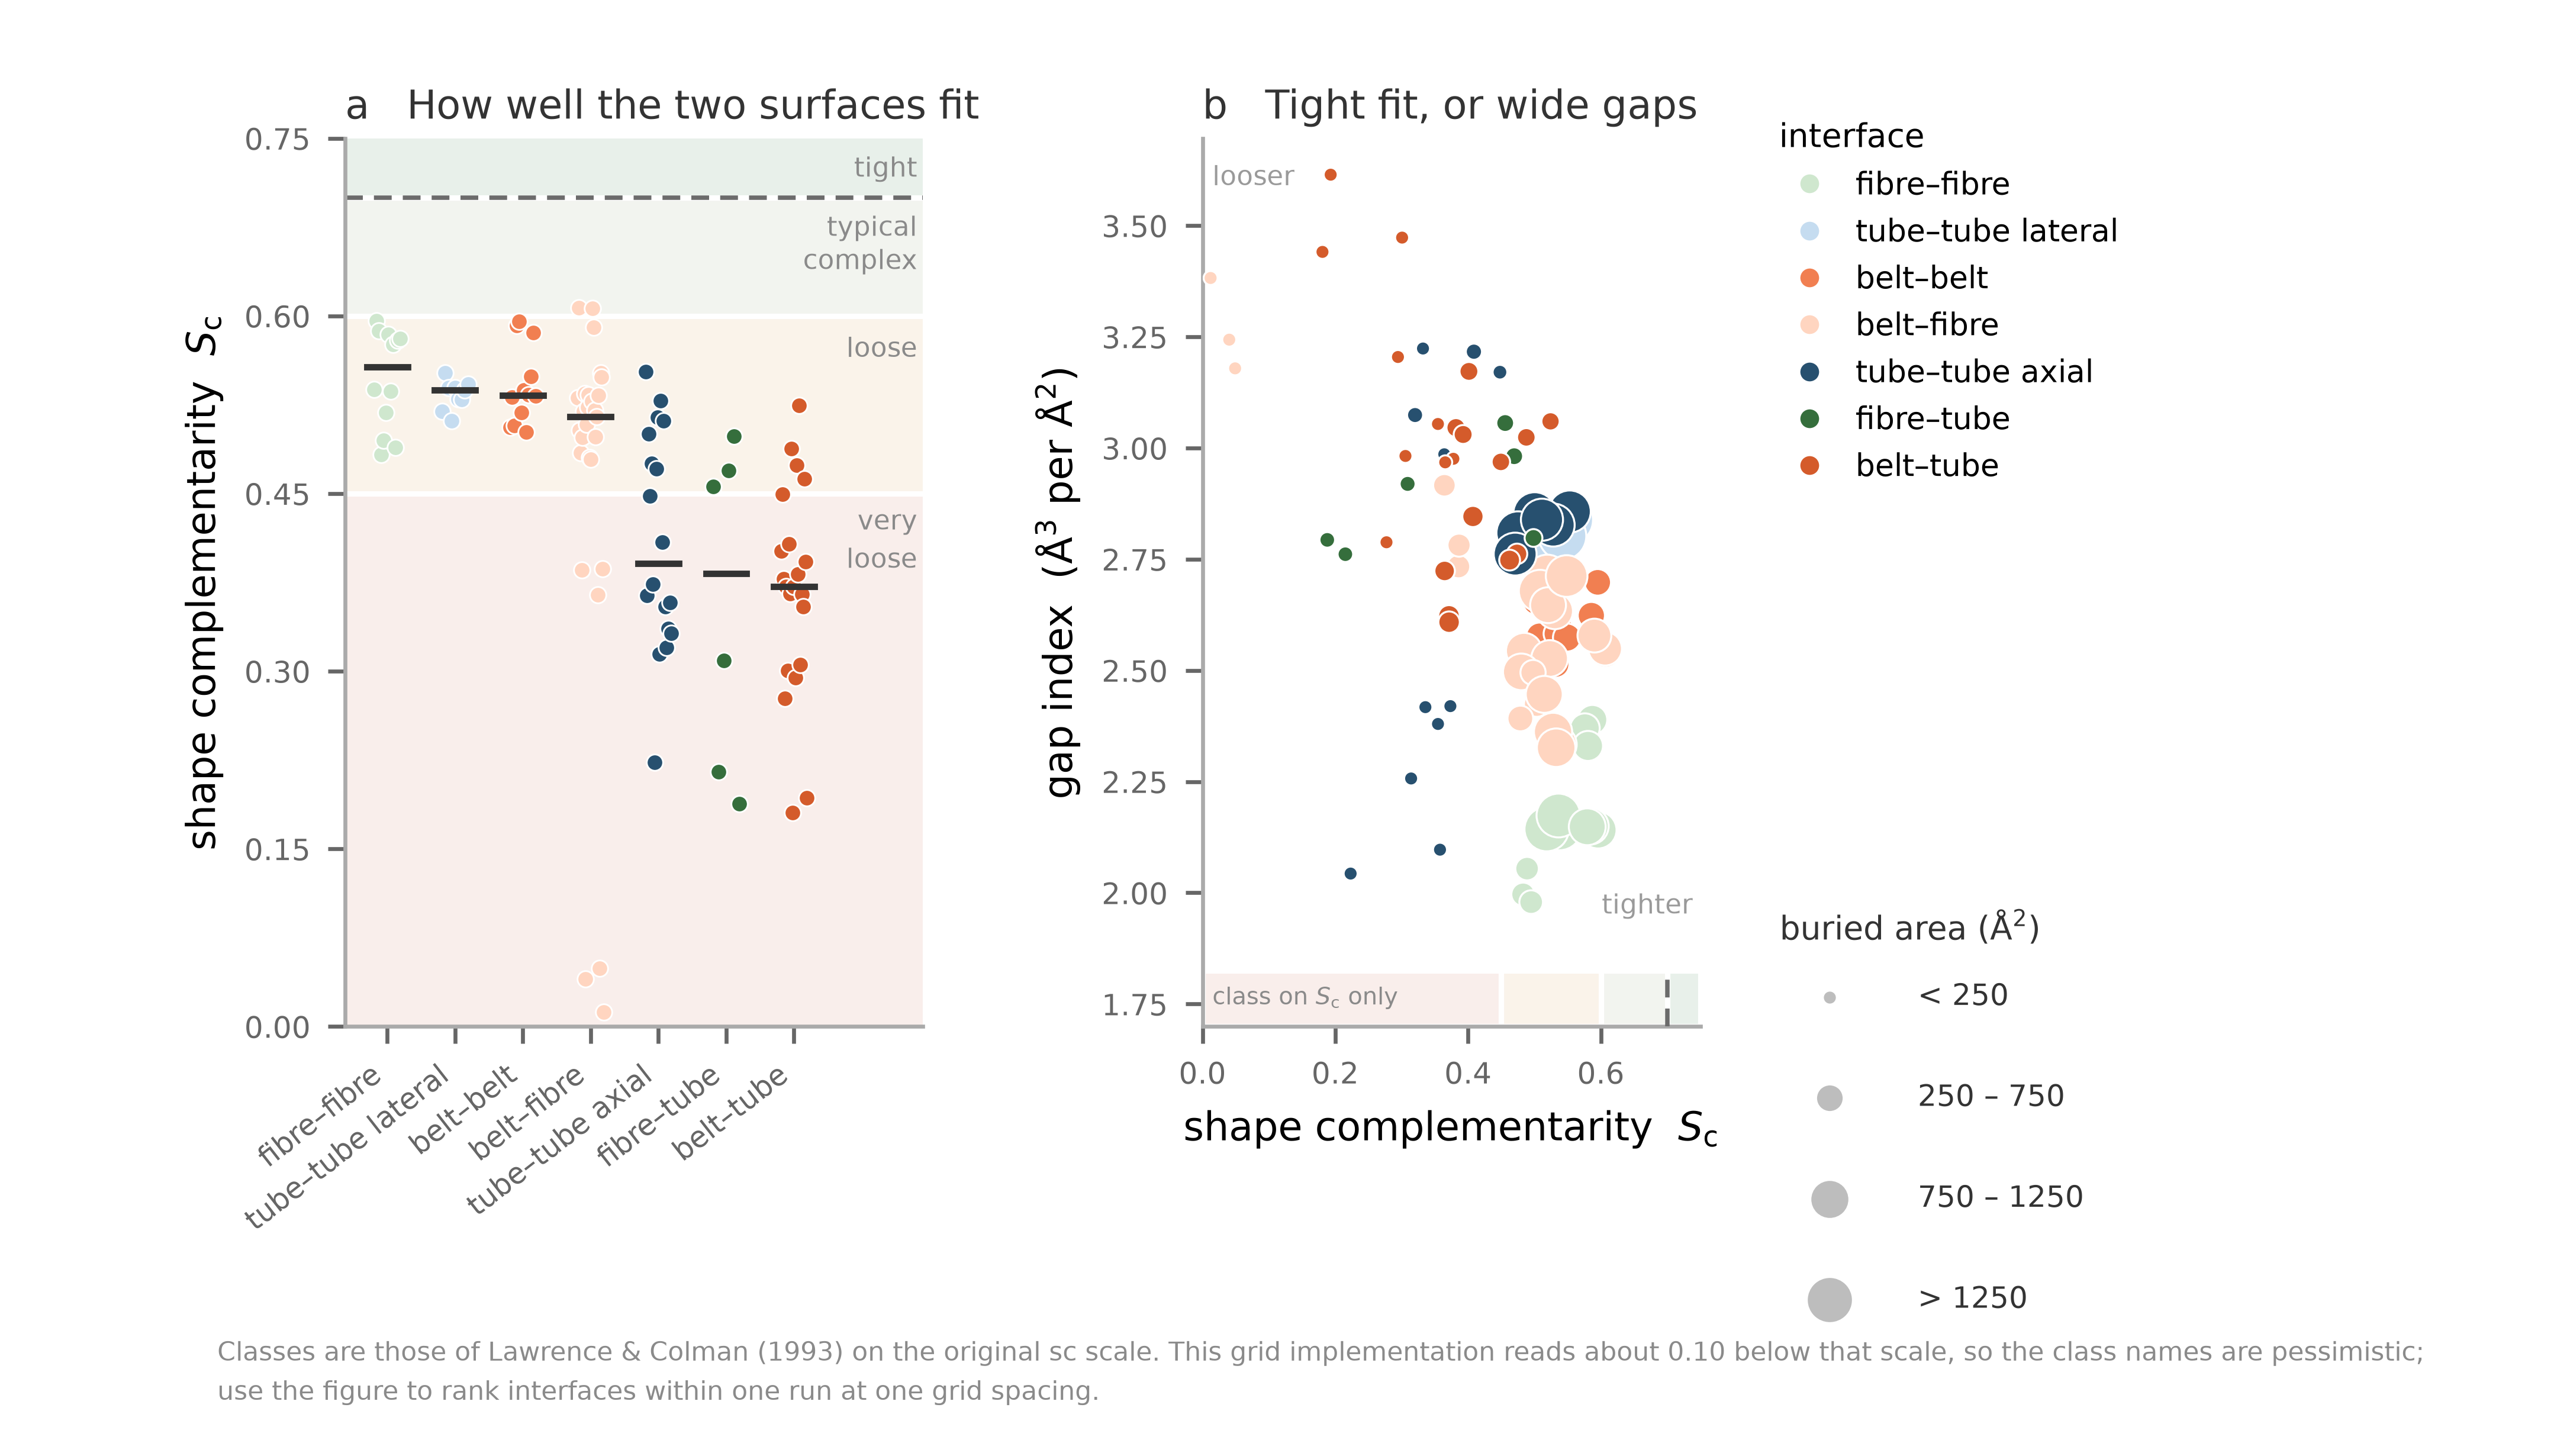 a How well the two surfaces fit
0.75
0.60
0.45
0.30
0.15
0.00
shape complementarity Sc
tight
typical
complex
loose
very
loose
fibre–fibre
tube–tube lateral
belt–belt
belt–fibre
tube–tube axial
fibre–tube
belt–tube
b Tight fit, or wide gaps
3.50
3.25
3.00
2.75
2.50
2.25
2.00
1.75
gap index (Å³ per Å²)
looser
tighter
class on Sc only
0.0
0.2
0.4
0.6
shape complementarity Sc
interface
fibre–fibre
tube–tube lateral
belt–belt
belt–fibre
tube–tube axial
fibre–tube
belt–tube
buried area (Å²)
< 250
250 – 750
750 – 1250
> 1250
Classes are those of Lawrence & Colman (1993) on the original sc scale. This grid implementation reads about 0.10 below that scale, so the class names are pessimistic;
use the figure to rank interfaces within one run at one grid spacing.